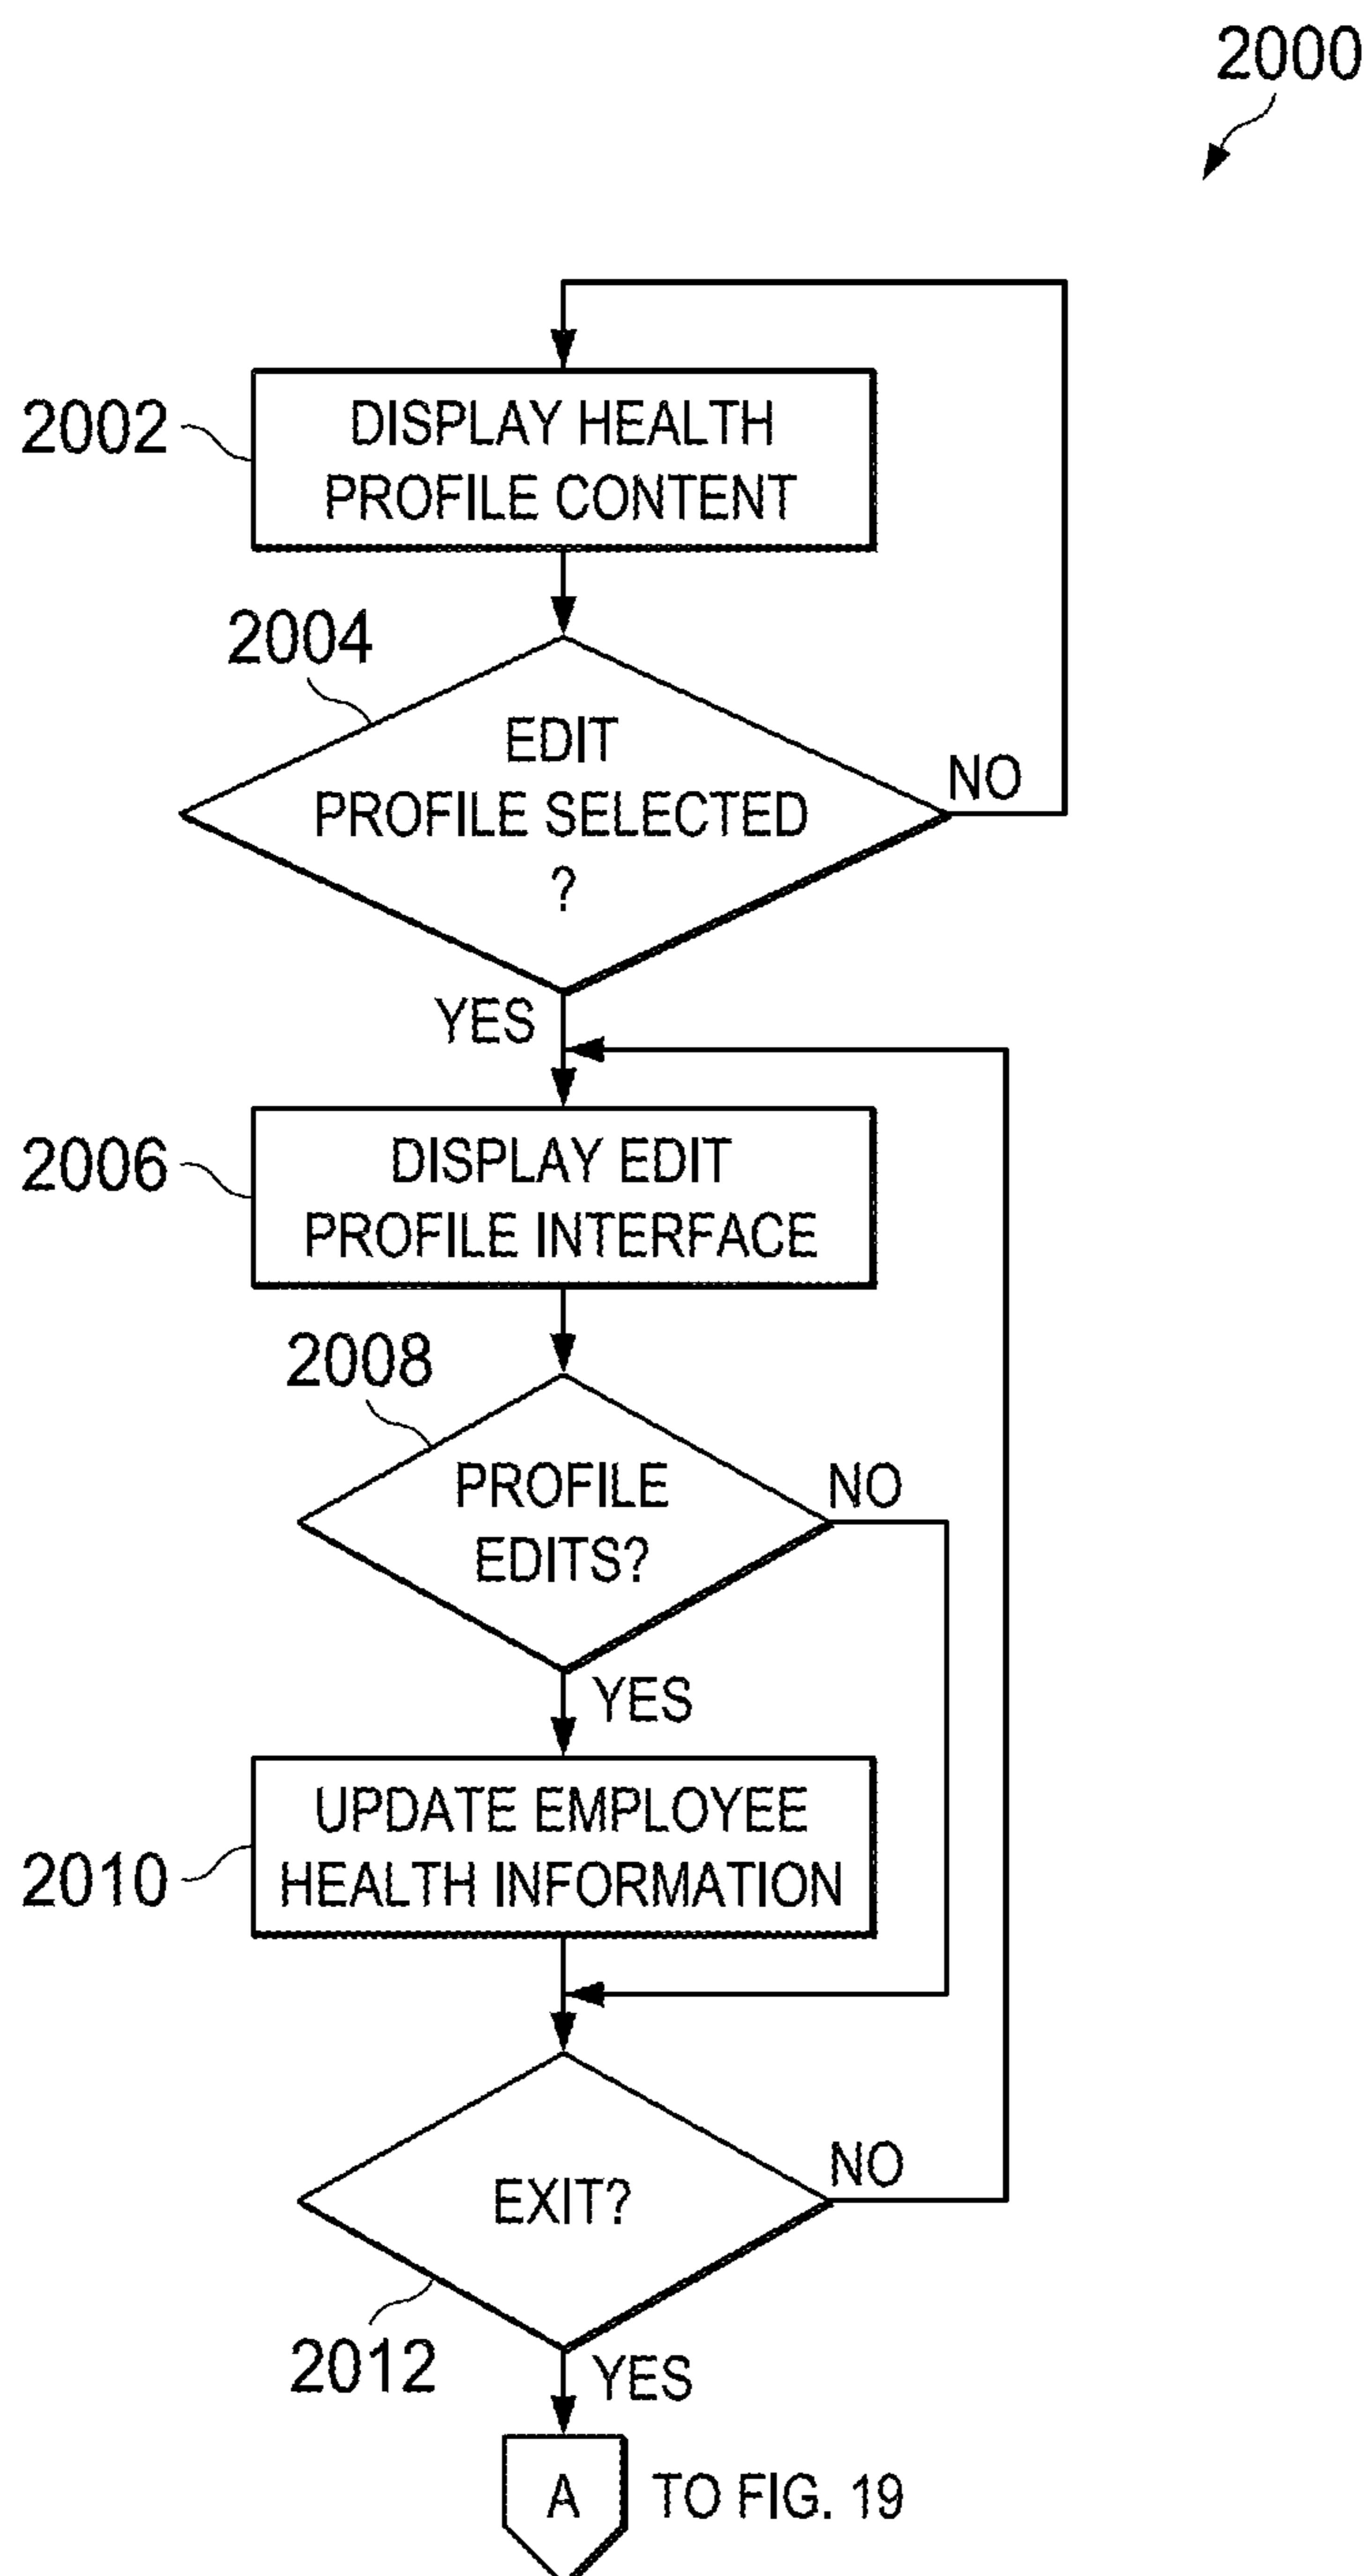 2000
2002
DISPLAY HEALTH
PROFILE CONTENT
2004
EDIT
PROFILE SELECTED
?
NO
YES
2006
DISPLAY EDIT
PROFILE INTERFACE
2008
PROFILE
EDITS?
NO
YES
2010
UPDATE EMPLOYEE
HEALTH INFORMATION
EXIT?
NO
2012
YES
A
TO FIG. 19